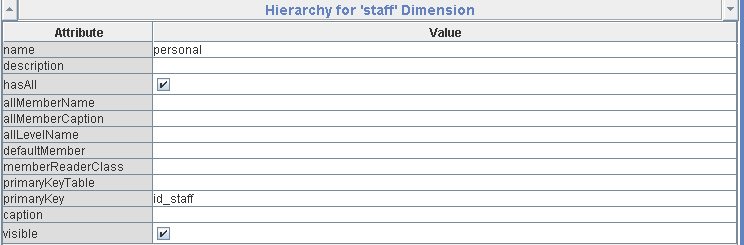 Hierarchy for 'staff' Dimension
Attribute Value
name personal
description
hasAll
allMemberName
allMemberCaption
allLevelName
defaultMember
memberReaderClass
primaryKeyTable
primaryKey id_staff
caption
visible